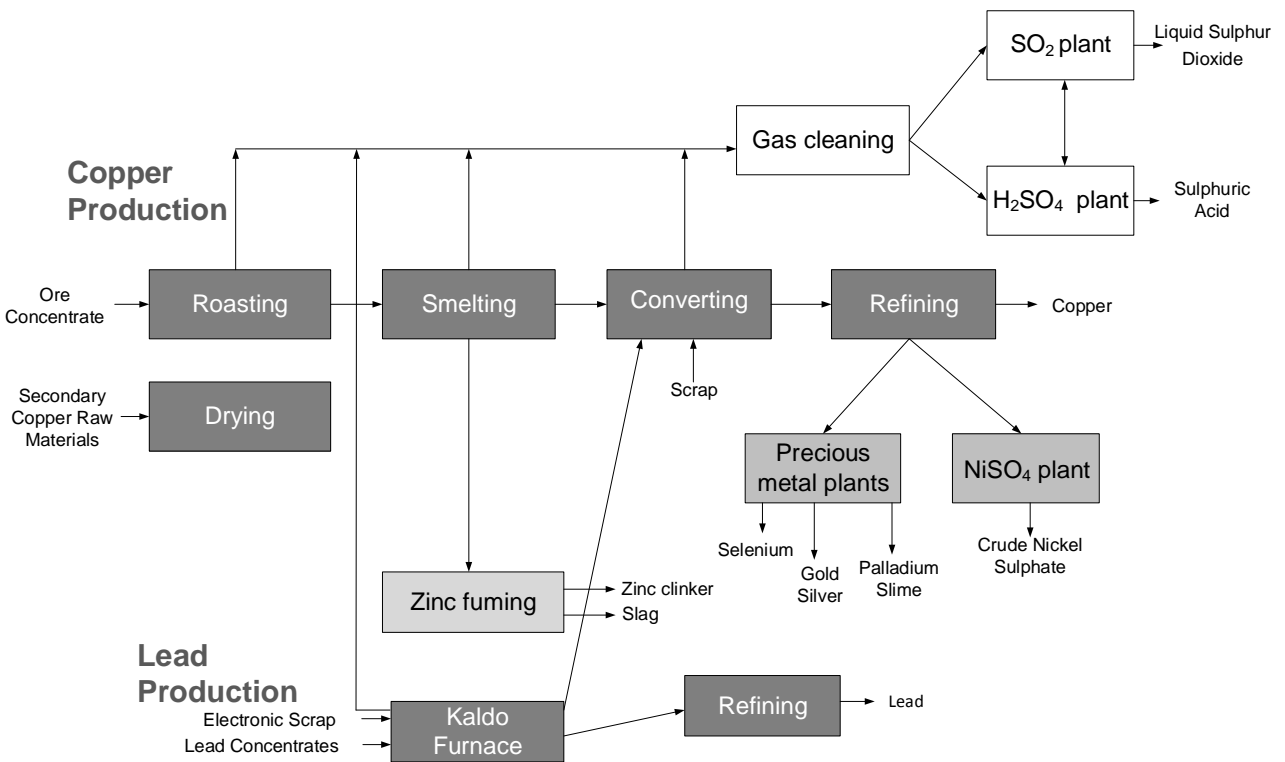 SO₂ plant
Liquid Sulphur
Dioxide
Gas cleaning
Copper
Production
H₂SO₄ plant
Sulphuric
Acid
Ore
Concentrate
Roasting
Smelting
Converting
Refining
Copper
Scrap
Secondary
Copper Raw
Materials
Drying
Precious
metal plants
NiSO₄ plant
Selenium
Gold
Silver
Palladium
Slime
Crude Nickel
Sulphate
Zinc fuming
Zinc clinker
Slag
Lead
Production
Electronic Scrap
Lead Concentrates
Kaldo
Furnace
Refining
Lead